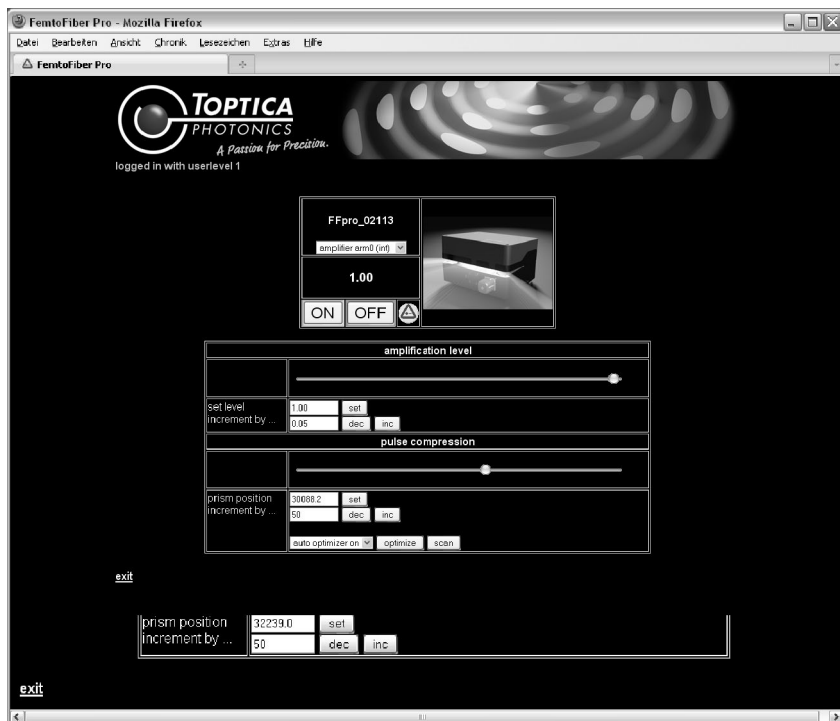 FemtoFiber Pro - Mozilla Firefox
Datei Bearbeiten Ansicht Chronik Lesezeichen Extras Hilfe
FemtoFiber Pro
TOPTICA
PHOTONICS
A Passion for Precision.
logged in with userlevel 1
FFpro_02113
amplifier arm0 (int)
1.00
ON OFF
amplification level
set level 1.00 set
increment by ... 0.05 dec inc
pulse compression
prism position 30088.2 set
increment by ... 50 dec inc
auto optimizer on optimize scan
exit
prism position 32239.0 set
increment by ... 50 dec inc
exit